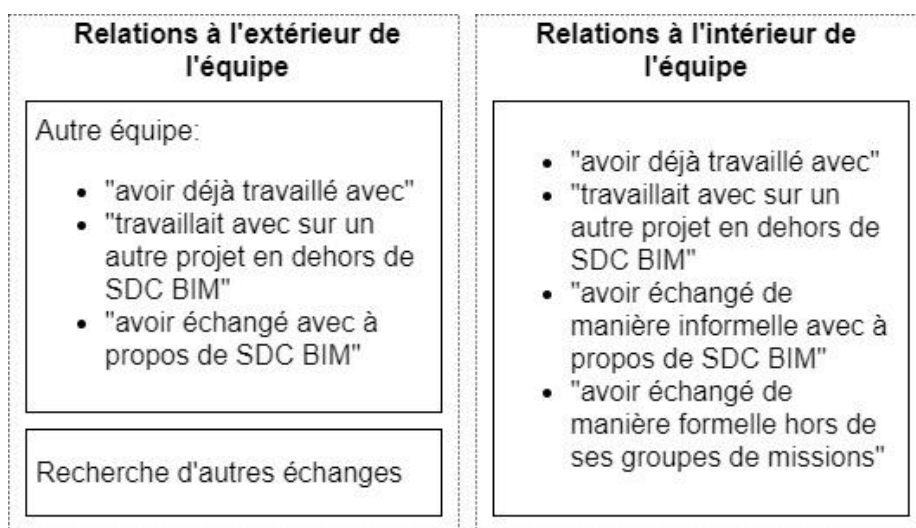 Relations à l'extérieur de
l'équipe
Autre équipe:
• "avoir déjà travaillé avec"
• "travaillait avec sur un
autre projet en dehors de
SDC BIM"
• "avoir échangé avec à
propos de SDC BIM"
Recherche d'autres échanges
Relations à l'intérieur de
l'équipe
• "avoir déjà travaillé avec"
• "travaillait avec sur un
autre projet en dehors de
SDC BIM"
• "avoir échangé de
manière informelle avec à
propos de SDC BIM"
• "avoir échangé de
manière formelle hors de
ses groupes de missions"